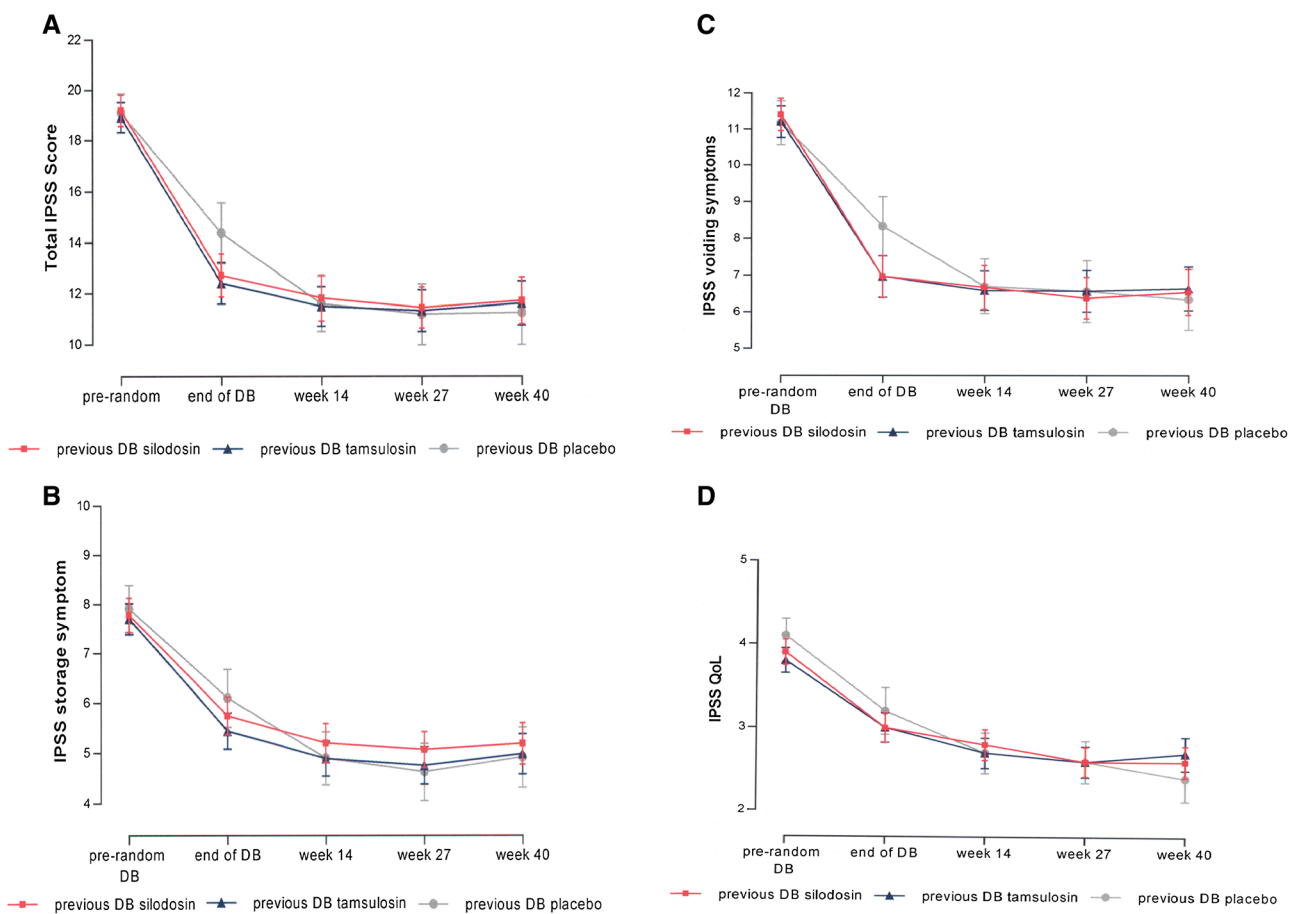 A
Total IPSS Score
22
20
18
16
14
12
10
pre-random end of DB week 14 week 27 week 40
previous DB silodosin previous DB tamsulosin previous DB placebo
B
IPSS storage symptom
10
9
8
7
6
5
4
pre-random DB end of DB week 14 week 27 week 40
previous DB silodosin previous DB tamsulosin previous DB placebo
C
IPSS voiding symptoms
12
11
10
9
8
7
6
5
pre-random DB end of DB week 14 week 27 week 40
previous DB silodosin previous DB tamsulosin previous DB placebo
D
IPSS QoL
5
4
3
2
pre-random DB end of DB week 14 week 27 week 40
previous DB silodosin previous DB tamsulosin previous DB placebo